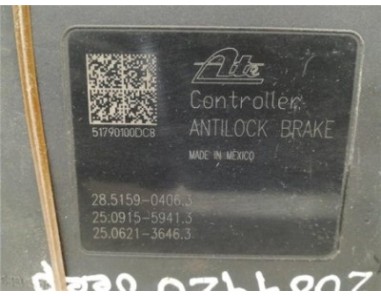 Ate
51790100DC8
Controller
ANTILOCK BRAKE
MADE IN MEXICO
28.5159-0406.3
25.0915-5941.3
25.0621-3646.3